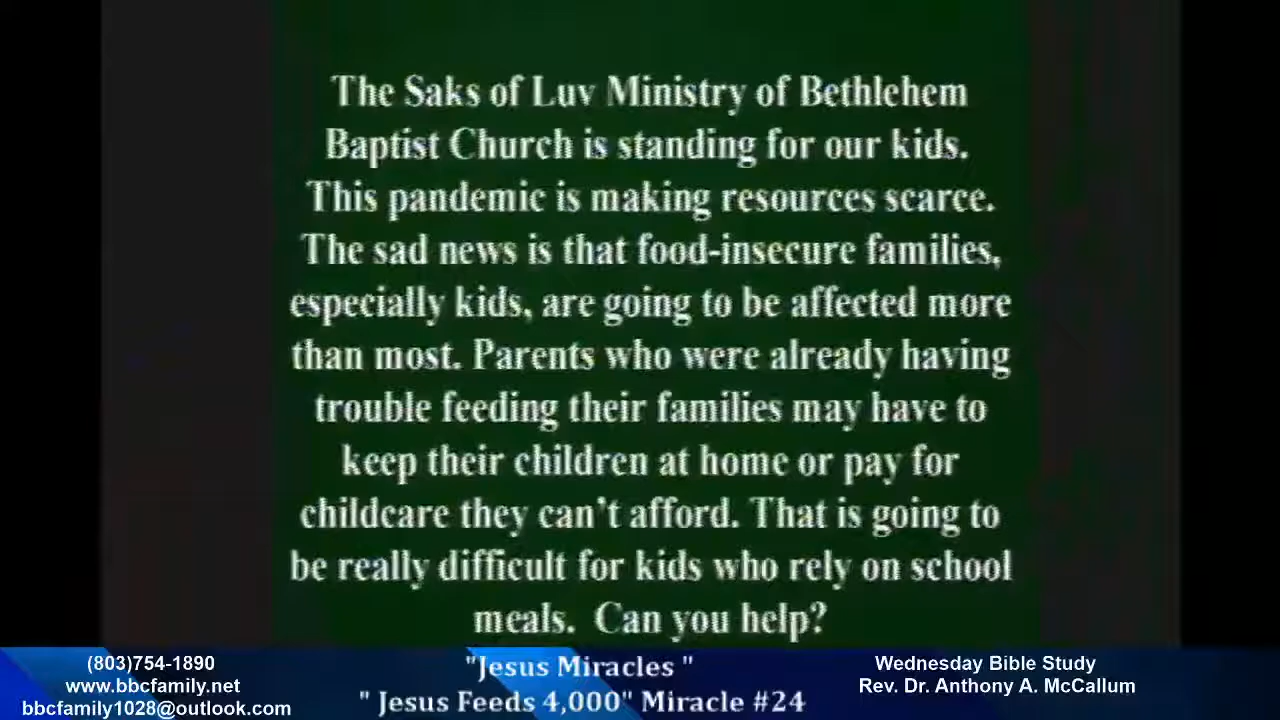 The Saks of Luv Ministry of Bethlehem
Baptist Church is standing for our kids.
This pandemic is making resources scarce.
The sad news is that food-insecure families,
especially kids, are going to be affected more
than most. Parents who were already having
trouble feeding their families may have to
keep their children at home or pay for
childcare they can't afford. That is going to
be really difficult for kids who rely on school
meals.  Can you help?
(803)754-1890
www.bbcfamily.net
bbcfamily1028@outlook.com
"Jesus Miracles "
" Jesus Feeds 4,000" Miracle #24
Wednesday Bible Study
Rev. Dr. Anthony A. McCallum